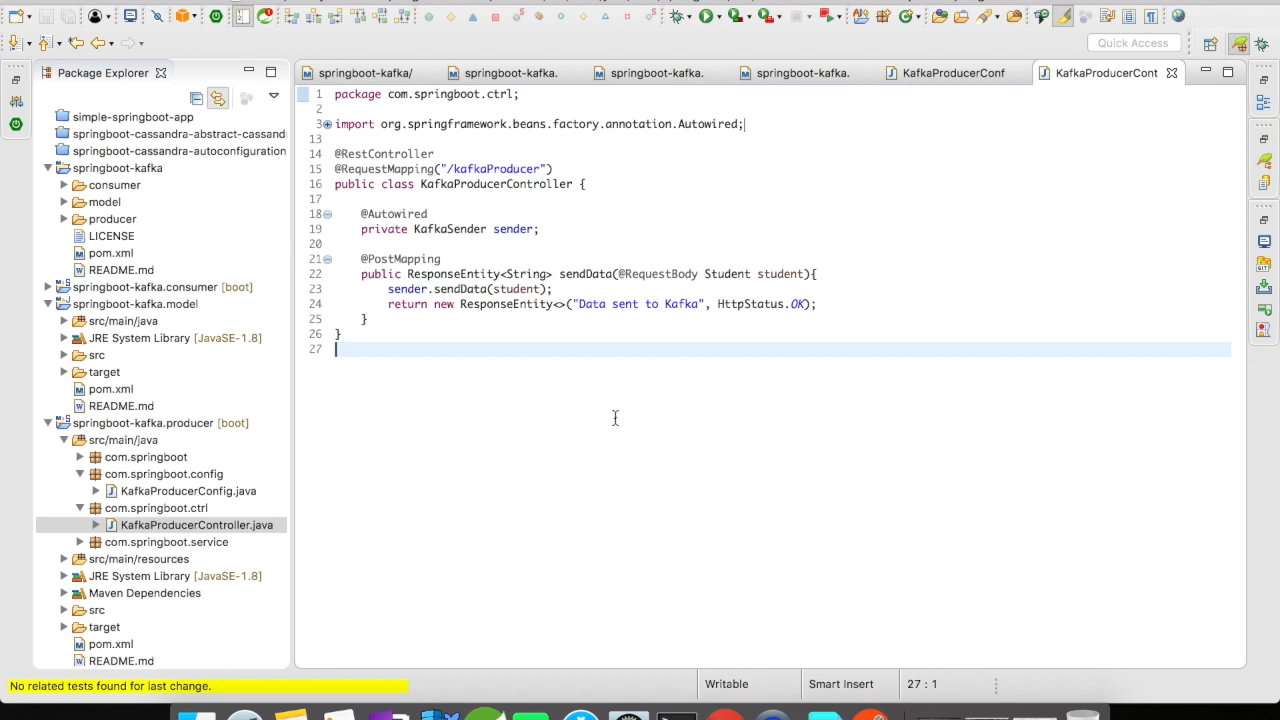 Quick Access
Package Explorer
springboot-kafka/
springboot-kafka.
springboot-kafka.
springboot-kafka.
KafkaProducerConf
KafkaProducerCont
simple-springboot-app
springboot-cassandra-abstract-cassand
springboot-cassandra-autoconfiguration
springboot-kafka
consumer
model
producer
LICENSE
pom.xml
README.md
springboot-kafka.consumer [boot]
springboot-kafka.model
src/main/java
JRE System Library [JavaSE-1.8]
src
target
pom.xml
README.md
springboot-kafka.producer [boot]
src/main/java
com.springboot
com.springboot.config
KafkaProducerConfig.java
com.springboot.ctrl
KafkaProducerController.java
com.springboot.service
src/main/resources
JRE System Library [JavaSE-1.8]
Maven Dependencies
src
target
pom.xml
README.md
1 package com.springboot.ctrl;
2
3 import org.springframework.beans.factory.annotation.Autowired;
13
14 @RestController
15 @RequestMapping("/kafkaProducer")
16 public class KafkaProducerController {
17
18 @Autowired
19 private KafkaSender sender;
20
21 @PostMapping
22 public ResponseEntity<String> sendData(@RequestBody Student student){
23 sender.sendData(student);
24 return new ResponseEntity<>("Data sent to Kafka", HttpStatus.OK);
25 }
26 }
27
No related tests found for last change.
Writable
Smart Insert
27 : 1